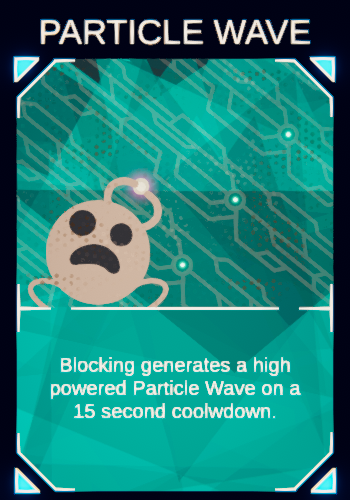 PARTICLE WAVE
Blocking generates a high
powered Particle Wave on a
15 second coolwdown.